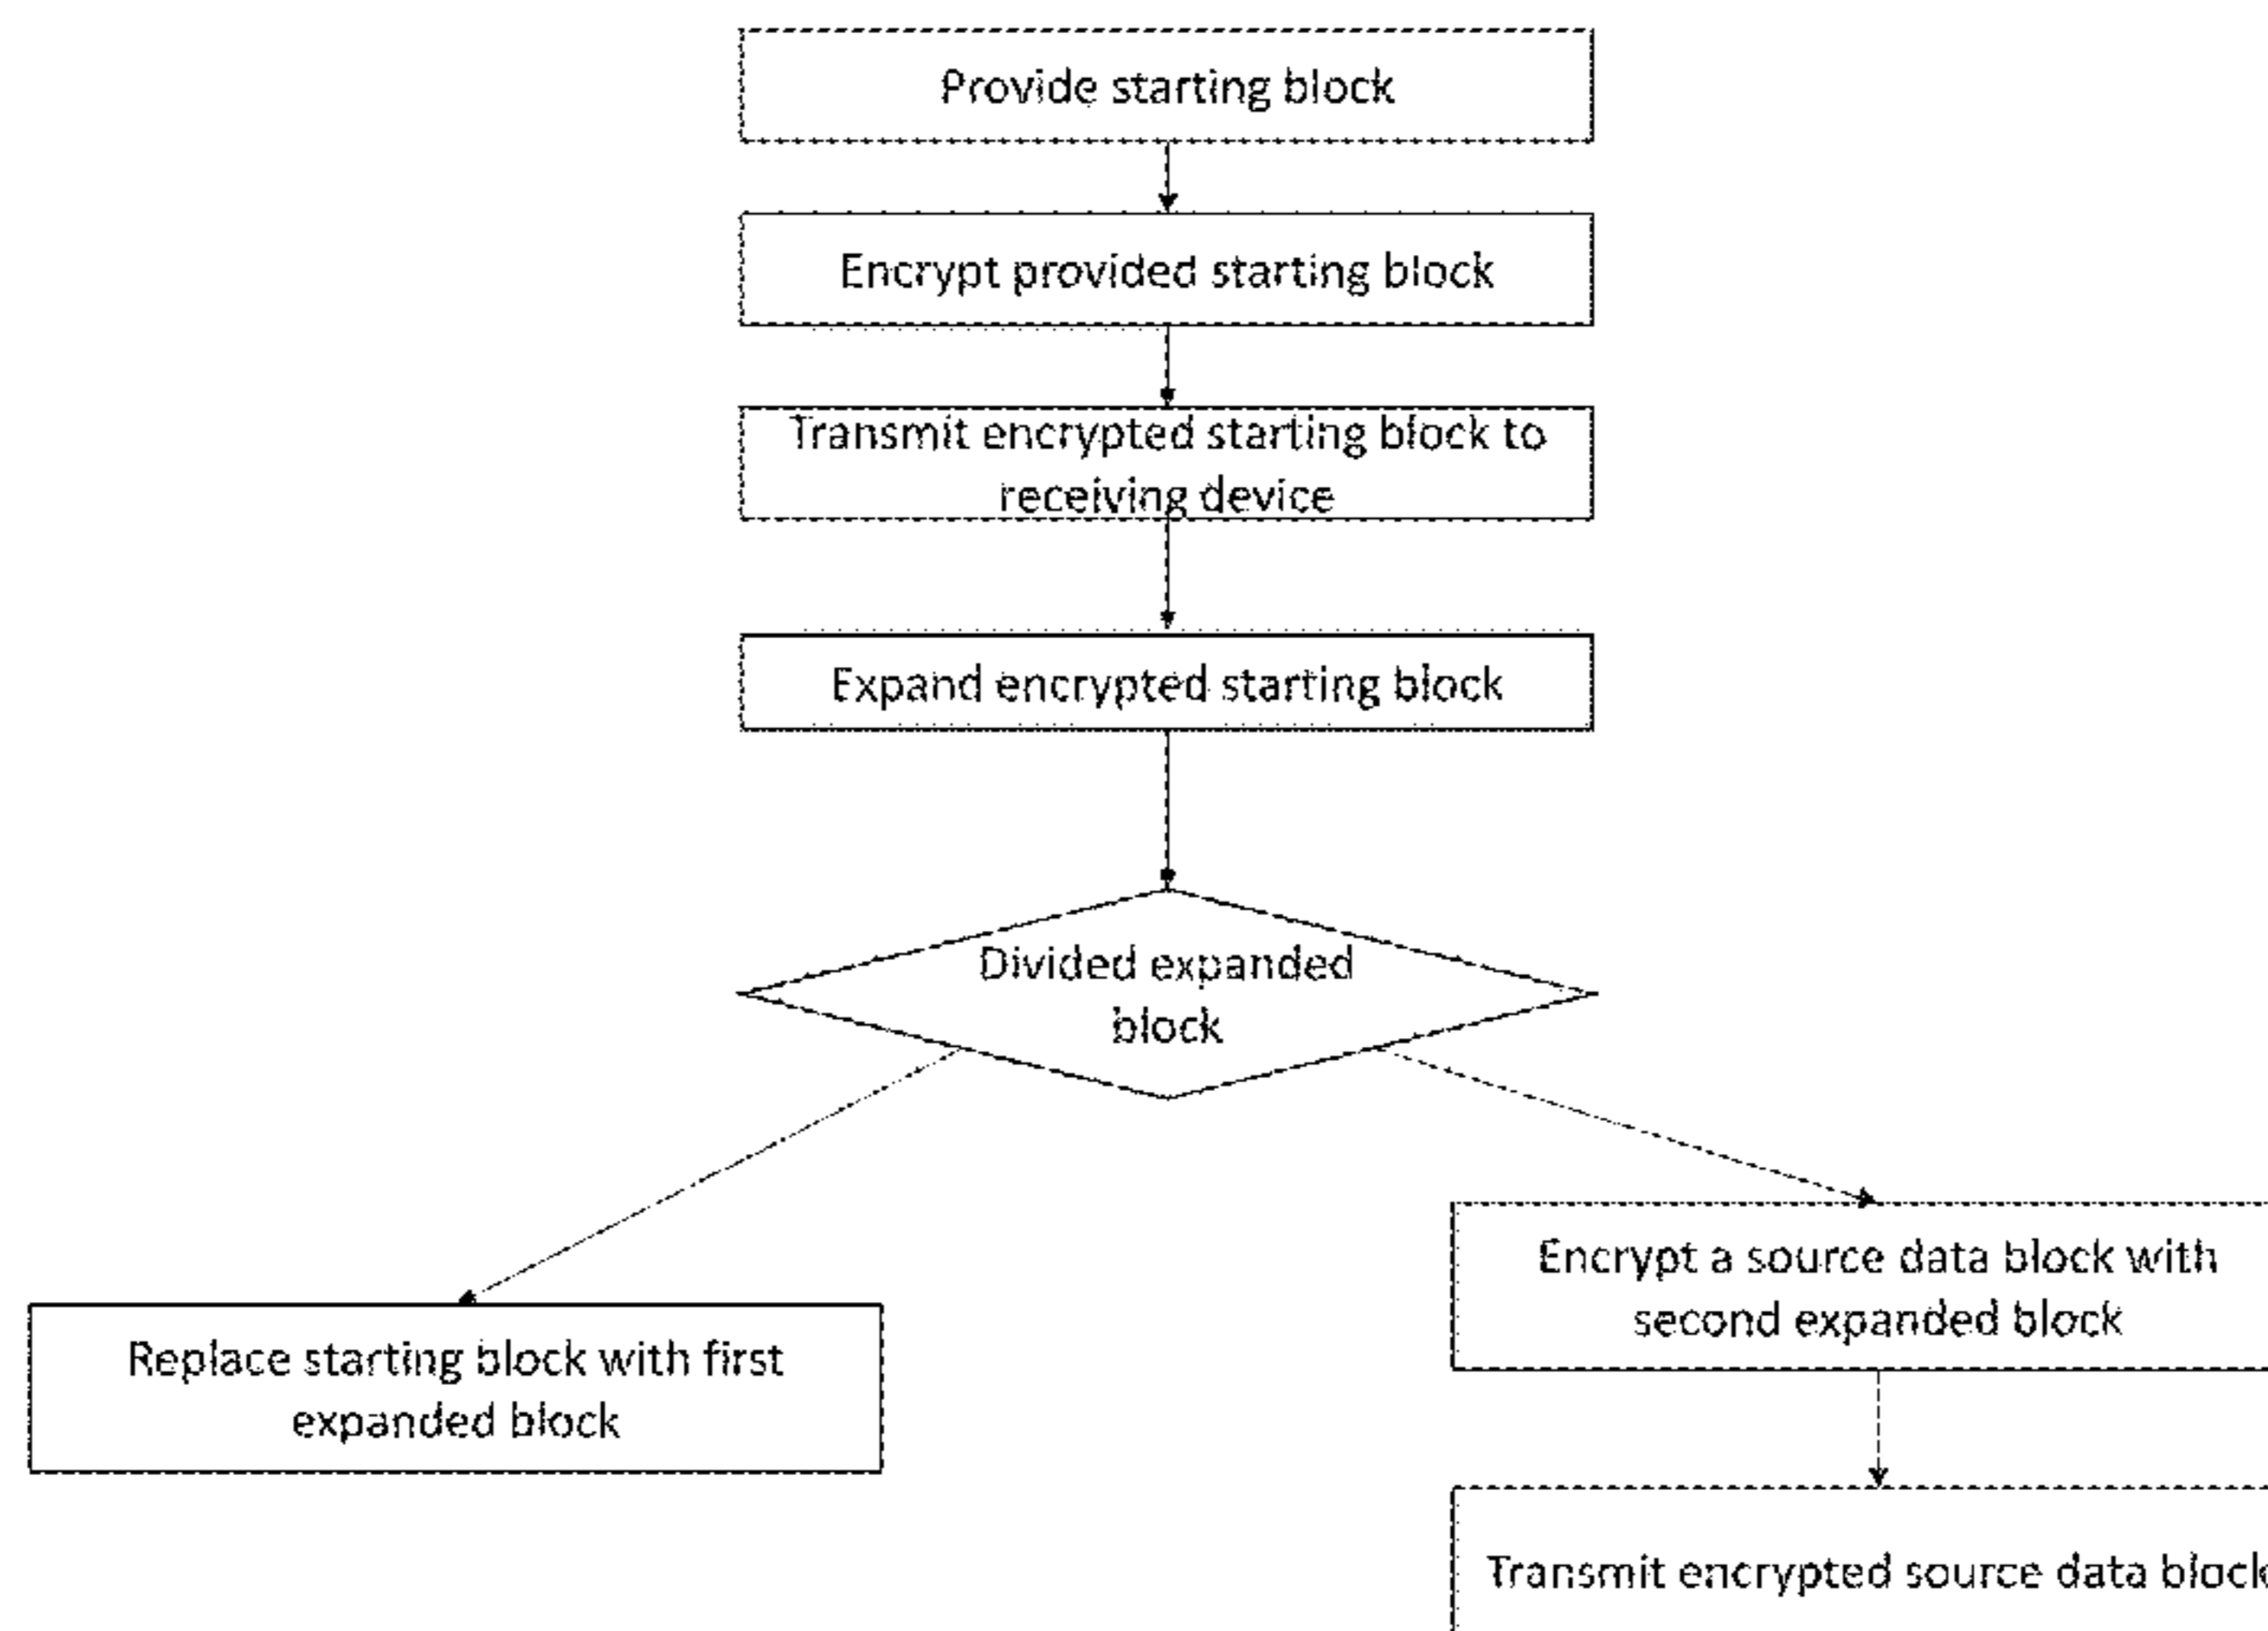 Provide starting block
Encrypt provided starting block
Transmit encrypted starting block to
receiving device
Expand encrypted starting block
Divided expanded
block
Replace starting block with first
expanded block
Encrypt a source data block with
second expanded block
Transmit encrypted source data block